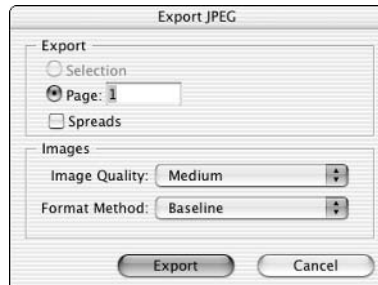 Export JPEG
Export
Selection
Page: 1
Spreads
Images
Image Quality: Medium
Format Method: Baseline
Export Cancel